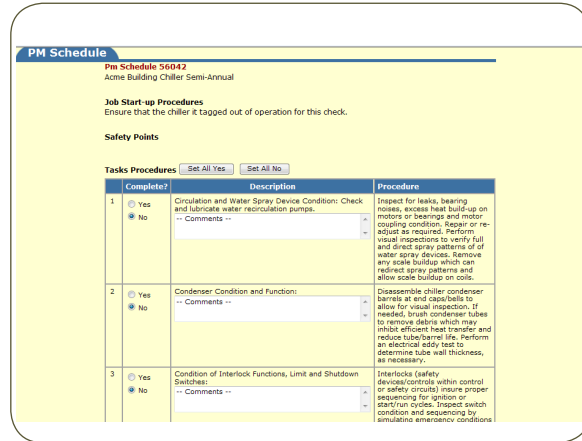 PM Schedule
Pm Schedule 56042
Acme Building Chiller Semi-Annual
Job Start-up Procedures
Ensure that the chiller it tagged out of operation for this check.
Safety Points
Tasks Procedures Set All Yes Set All No
Complete? Description Procedure
1
Yes
No
Circulation and Water Spray Device Condition: Check
and lubricate water recirculation pumps.
-- Comments --
Inspect for leaks, bearing
noises, excess heat build-up on
motors or bearings and motor
coupling condition. Repair or re-
adjust as required. Perform
visual inspections to verify full
and direct spray patterns of of
water spray devices. Remove
any scale buildup which can
redirect spray patterns and
allow scale buildup on coils.
2
Yes
No
Condenser Condition and Function:
-- Comments --
Disassemble chiller condenser
barrels at end caps/bells to
allow for visual inspection. If
needed, brush condenser tubes
to remove debris which may
inhibit efficient heat transfer and
reduce tube/barrel life. Perform
an electrical eddy test to
determine tube wall thickness,
as necessary.
3
Yes
No
Condition of Interlock Functions, Limit and Shutdown
Switches:
-- Comments --
Interlocks (safety
devices/controls within control
or safety circuits) insure proper
sequencing for ignition or
start/run cycles. Inspect switch
condition and sequencing by
simulating emergency conditions